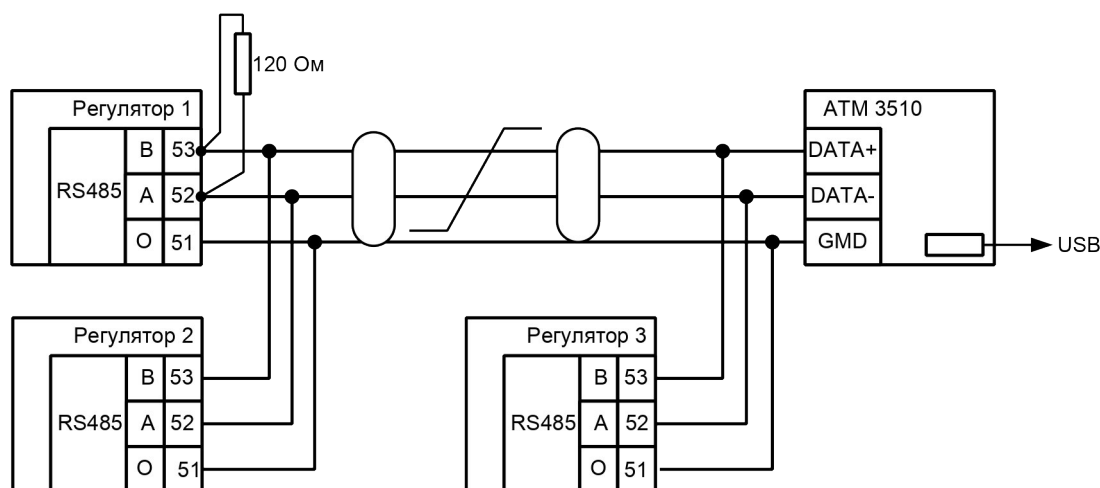 120 Ом
Регулятор 1
RS485
B 53
A 52
O 51
ATM 3510
DATA+
DATA-
GMD
USB
Регулятор 2
RS485
B 53
A 52
O 51
Регулятор 3
RS485
B 53
A 52
O 51